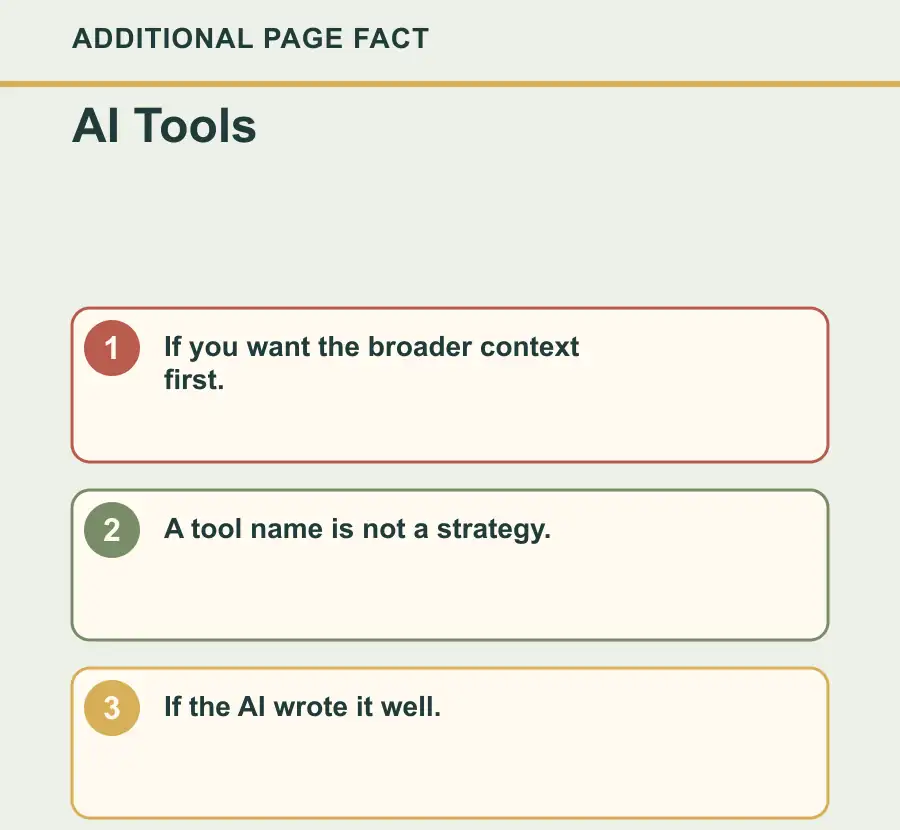 ADDITIONAL PAGE FACT
AI Tools
1
If you want the broader context
first.
2
A tool name is not a strategy.
3
If the AI wrote it well.